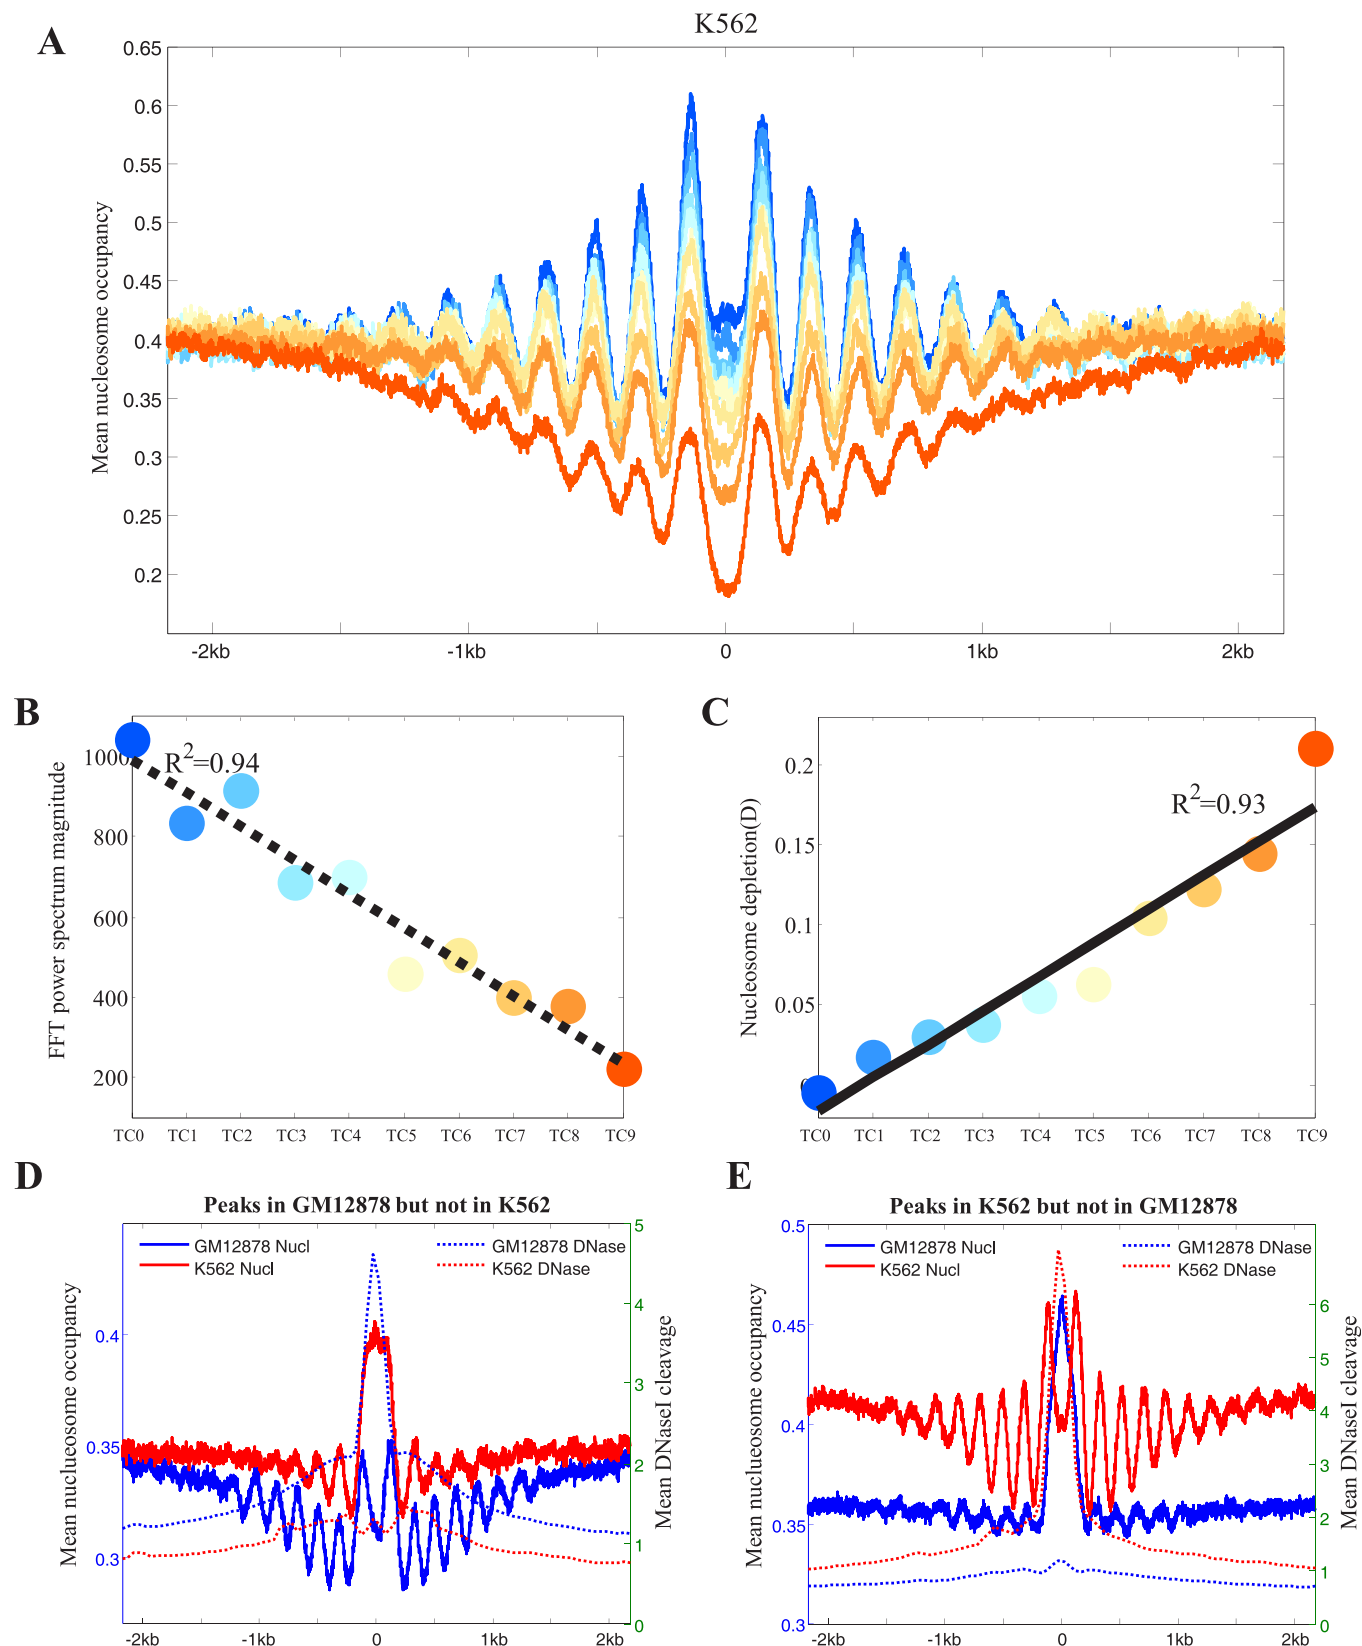 A
K562
Mean nucleosome occupancy
0.65
0.6
0.55
0.5
0.45
0.4
0.35
0.3
0.25
0.2
-2kb
-1kb
0
1kb
2kb
B
FFT power spectrum magnitude
R2=0.94
1000
800
600
400
200
TC0
TC1
TC2
TC3
TC4
TC5
TC6
TC7
TC8
TC9
C
Nucleosome depletion(D)
R2=0.93
0.2
0.15
0.1
0.05
0
TC0
TC1
TC2
TC3
TC4
TC5
TC6
TC7
TC8
TC9
D
Peaks in GM12878 but not in K562
GM12878 Nucl
K562 Nucl
GM12878 DNase
K562 DNase
Mean nuclueosome occupancy
0.4
0.35
0.3
Mean DNaseI cleavage
5
4
3
2
1
0
-2kb
-1kb
0
1kb
2kb
E
Peaks in K562 but not in GM12878
GM12878 Nucl
K562 Nucl
GM12878 DNase
K562 DNase
Mean nucleosome occupancy
0.5
0.45
0.4
0.35
0.3
Mean DNaseI cleavage
6
5
4
3
2
1
0
-2kb
-1kb
0
1kb
2kb